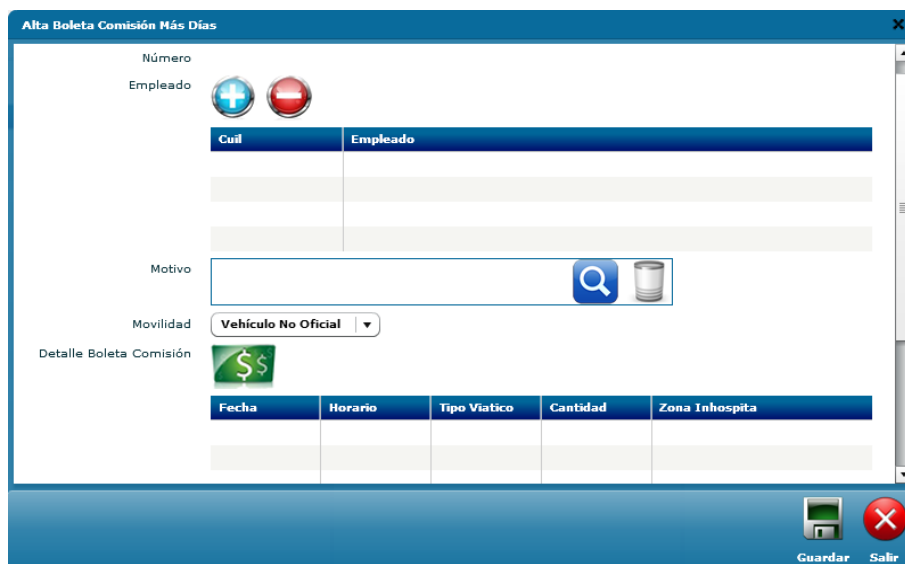 Alta Boleta Comisión Más Días
Número
Empleado
Cuil Empleado
Motivo
Movilidad Vehículo No Oficial
Detalle Boleta Comisión
Fecha Horario Tipo Viatico Cantidad Zona Inhospita
Guardar Salir